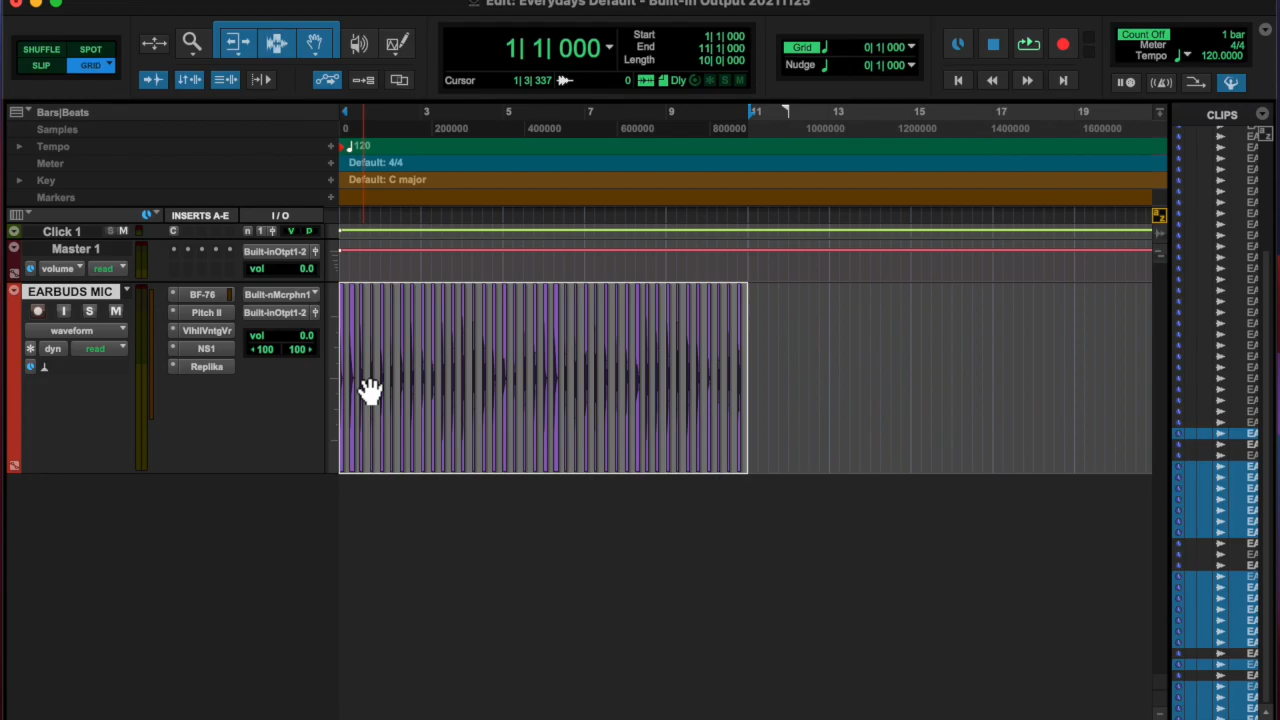 Edit: Everydays Default - Built-In Output 20211125
SHUFFLE SPOT
SLIP GRID
1| 1| 000
Start 1| 1| 000
End 11| 1| 000
Length 10| 0| 000
Cursor 1| 3| 337 0 Dly S M
Grid 0| 1| 000
Nudge 0| 1| 000
Count Off 1 bar
Meter 4/4
Tempo 120.0000
Bars|Beats 3 5 7 9 11 13 15 17 19
Samples 0 200000 400000 600000 800000 1000000 1200000 1400000 1600000
Tempo + 120
Meter + Default: 4/4
Key + Default: C major
Markers +
INSERTS A-E I / O
Click 1 S M C n 1 V P
Master 1 Built-inOtpt1-2
volume read vol 0.0
EARBUDS MIC BF-76 Built-nMcrphn1
I S M Pitch II Built-inOtpt1-2
waveform VlhllVntgVr vol 0.0
dyn read NS1 100 100
Replika
CLIPS